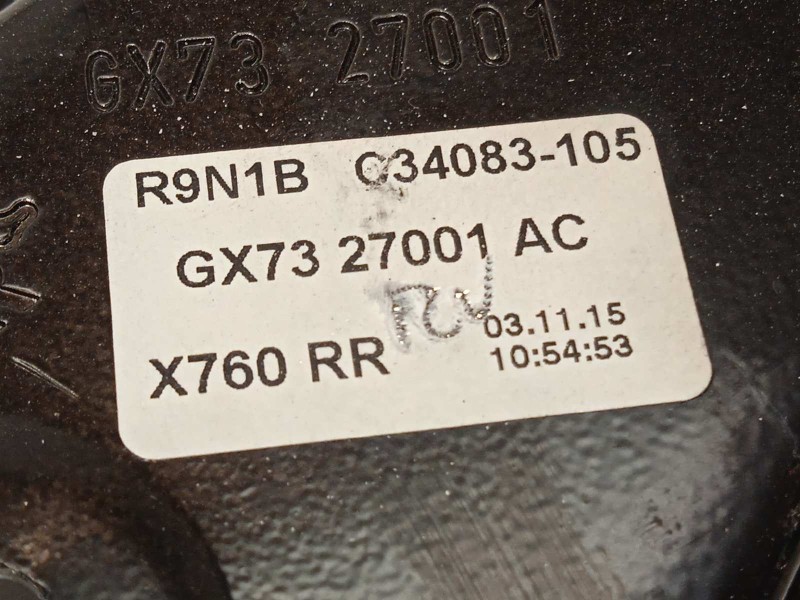 GX73 27001
R9N1B C34083-105
GX73 27001 AC
X760 RR
03.11.15
10:54:53